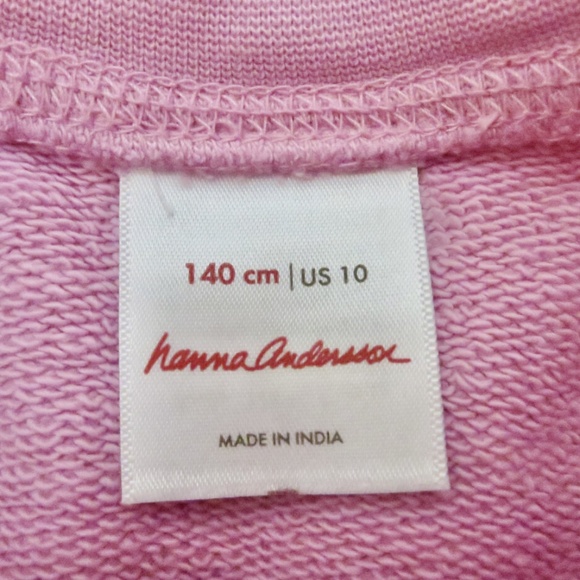 140 cm | US 10
hanna andersson
MADE IN INDIA